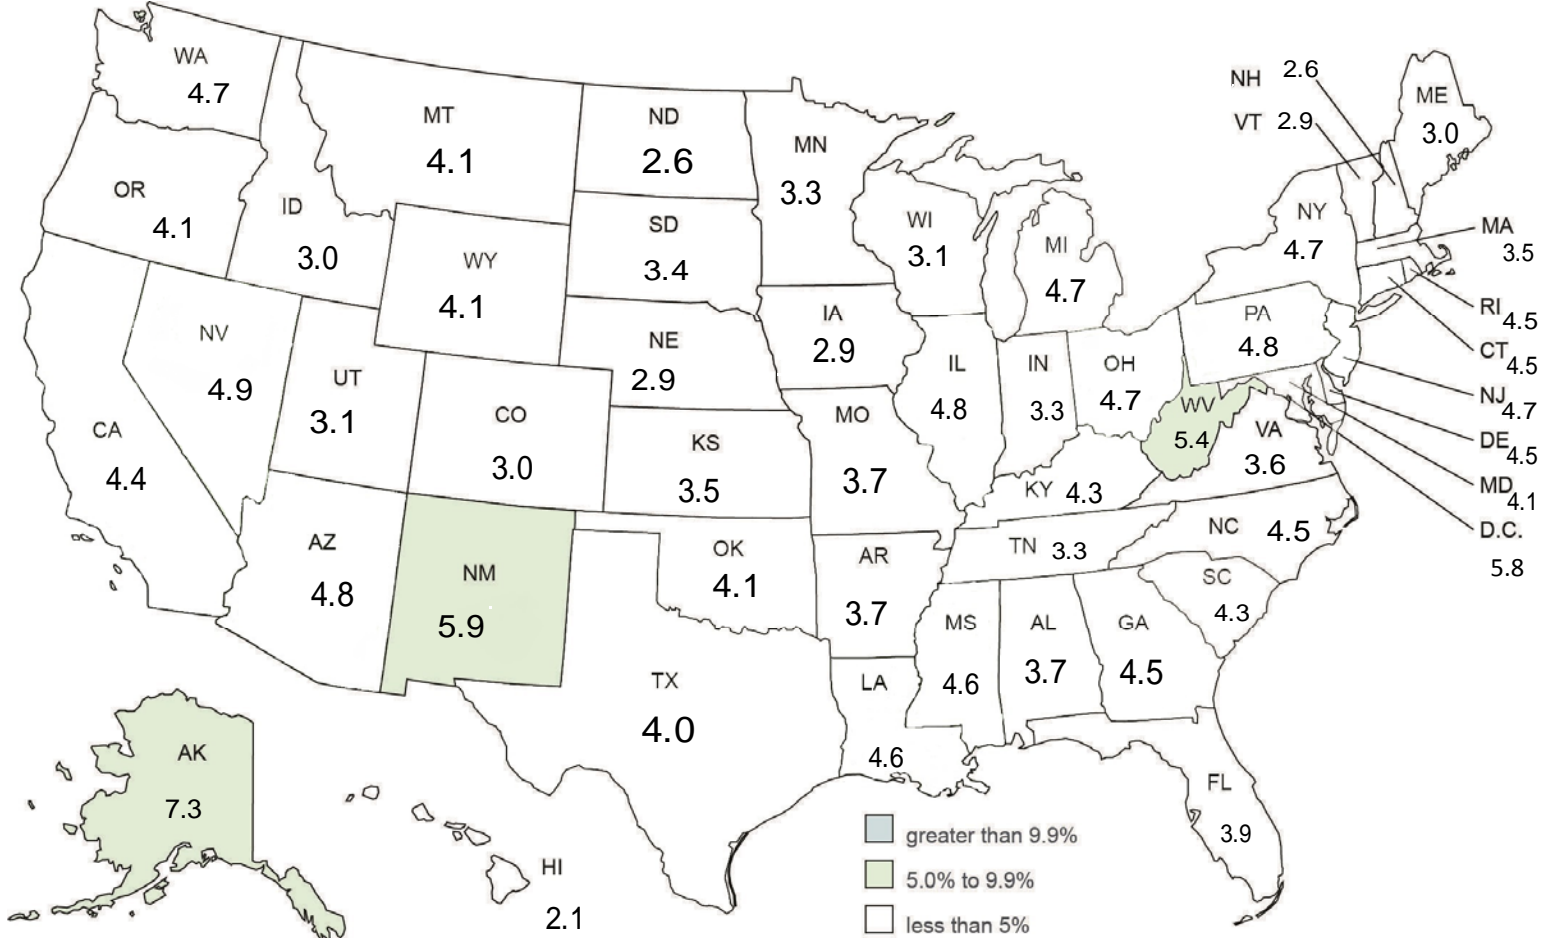 WA
4.7
OR
4.1
CA
4.4
ID
3.0
NV
4.9
MT
4.1
WY
4.1
UT
3.1
CO
3.0
AZ
4.8
NM
5.9
ND
2.6
SD
3.4
NE
2.9
KS
3.5
OK
4.1
TX
4.0
MN
3.3
IA
2.9
MO
3.7
AR
3.7
LA
4.6
WI
3.1
IL
4.8
MI
4.7
IN
3.3
OH
4.7
KY 4.3
TN 3.3
MS
4.6
AL
3.7
GA
4.5
FL
3.9
SC
4.3
NC 4.5
VA
3.6
WV
5.4
PA
4.8
NY
4.7
NH 2.6
VT 2.9
ME
3.0
MA
3.5
RI
4.5
CT
4.5
NJ
4.7
DE
4.5
MD
4.1
D.C.
5.8
AK
7.3
HI
2.1
greater than 9.9%
5.0% to 9.9%
less than 5%